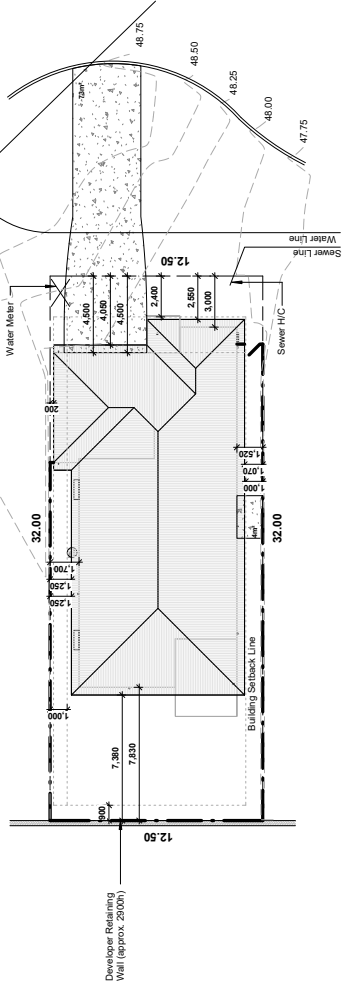 48.75
48.50
48.25
48.00
47.75
72m²
Water Meter
Water Line
Sewer Line
Sewer H/C
12.50
4,500
4,050
4,500
2,400
2,550
3,000
200
32.00
1,700
1,250
1,250
1,000
1,520
1,070
1,000
4m²
32.00
Building Setback Line
7,380
7,830
900
12.50
Developer Retaining
Wall (approx. 2900h)